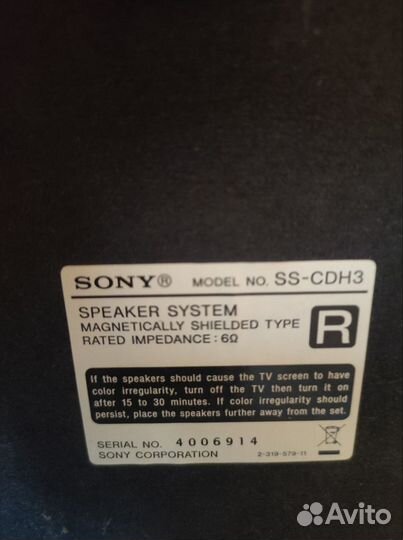 SONY® MODEL NO. SS-CDH3
SPEAKER SYSTEM
MAGNETICALLY SHIELDED TYPE
RATED IMPEDANCE : 6Ω
R
If the speakers should cause the TV screen to have
color irregularity, turn off the TV then turn it on
after 15 to 30 minutes. If color irregularity should
persist, place the speakers further away from the set.
SERIAL NO. 4006914
SONY CORPORATION 2-319-579-11
Avito